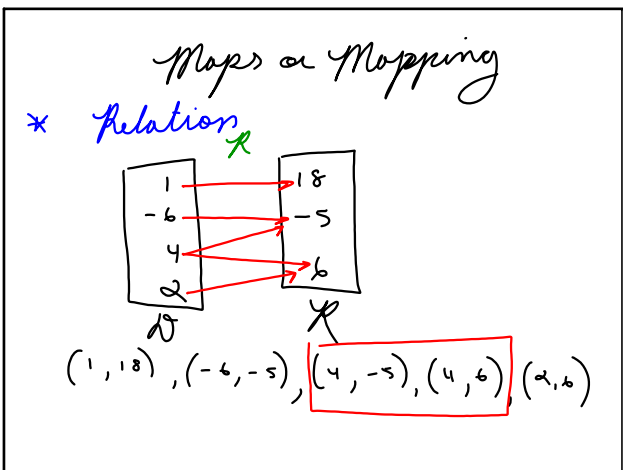 Maps or Mapping
* Relation
R
1 18
-6 -5
4 6
2
D R
(1, 18), (-6, -5), (4, -5), (4, 6), (2, 6)